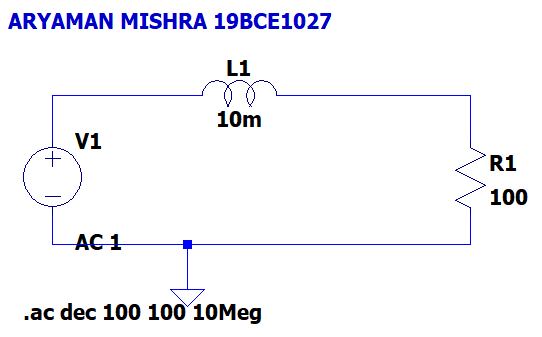 ARYAMAN MISHRA 19BCE1027
L1
10m
V1
R1
100
AC 1
.ac dec 100 100 10Meg